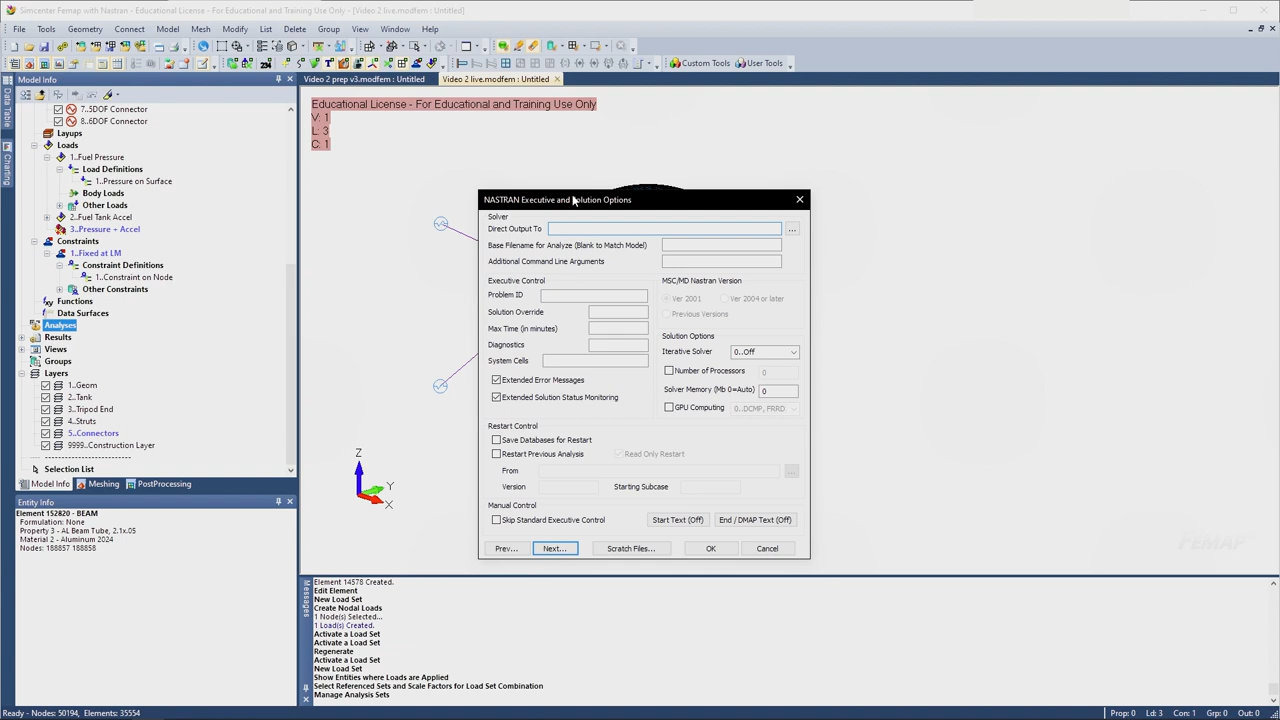 Simcenter Femap with Nastran - Educational License - For Educational and Training Use Only - [Video 2 live.modfem : Untitled]
File Tools Geometry Connect Model Mesh Modify List Delete Group View Window Help
Custom Tools User Tools
Model Info
Video 2 prep v3.modfem : Untitled
Video 2 live.modfem : Untitled
Data Table
Charting
7..5DOF Connector
8..6DOF Connector
Layups
Loads
1..Fuel Pressure
Load Definitions
1..Pressure on Surface
Body Loads
Other Loads
2..Fuel Tank Accel
3..Pressure + Accel
Constraints
1..Fixed at LM
Constraint Definitions
1..Constraint on Node
Other Constraints
Functions
Data Surfaces
Analyses
Results
Views
Groups
Layers
1..Geom
2..Tank
3..Tripod End
4..Struts
5..Connectors
9999..Construction Layer
Selection List
Model Info Meshing PostProcessing
Entity Info
Element 152820 - BEAM
Formulation: None
Property 3 - AL Beam Tube, 2.1x.05
Material 2 - Aluminum 2024
Nodes: 188857 188858
Educational License - For Educational and Training Use Only
V: 1
L: 3
C: 1
Z
Y
X
FEMAP
NASTRAN Executive and Solution Options
Solver
Direct Output To
...
Base Filename for Analyze (Blank to Match Model)
Additional Command Line Arguments
Executive Control
Problem ID
Solution Override
Max Time (in minutes)
Diagnostics
System Cells
Extended Error Messages
Extended Solution Status Monitoring
MSC/MD Nastran Version
Ver 2001 Ver 2004 or later
Previous Versions
Solution Options
Iterative Solver 0..Off
Number of Processors 0
Solver Memory (Mb 0=Auto) 0
GPU Computing 0..DCMP, FRRD
Restart Control
Save Databases for Restart
Restart Previous Analysis Read Only Restart
From ...
Version Starting Subcase
Manual Control
Skip Standard Executive Control Start Text (Off) End / DMAP Text (Off)
Prev... Next... Scratch Files... OK Cancel
Messages
Element 14578 Created.
Edit Element
New Load Set
Create Nodal Loads
1 Node(s) Selected...
1 Load(s) Created.
Activate a Load Set
Activate a Load Set
Regenerate
Activate a Load Set
New Load Set
Show Entities where Loads are Applied
Select Referenced Sets and Scale Factors for Load Set Combination
Manage Analysis Sets
Ready - Nodes: 50194, Elements: 35554
Prop: 0 Ld: 3 Con: 1 Grp: 0 Out: 0